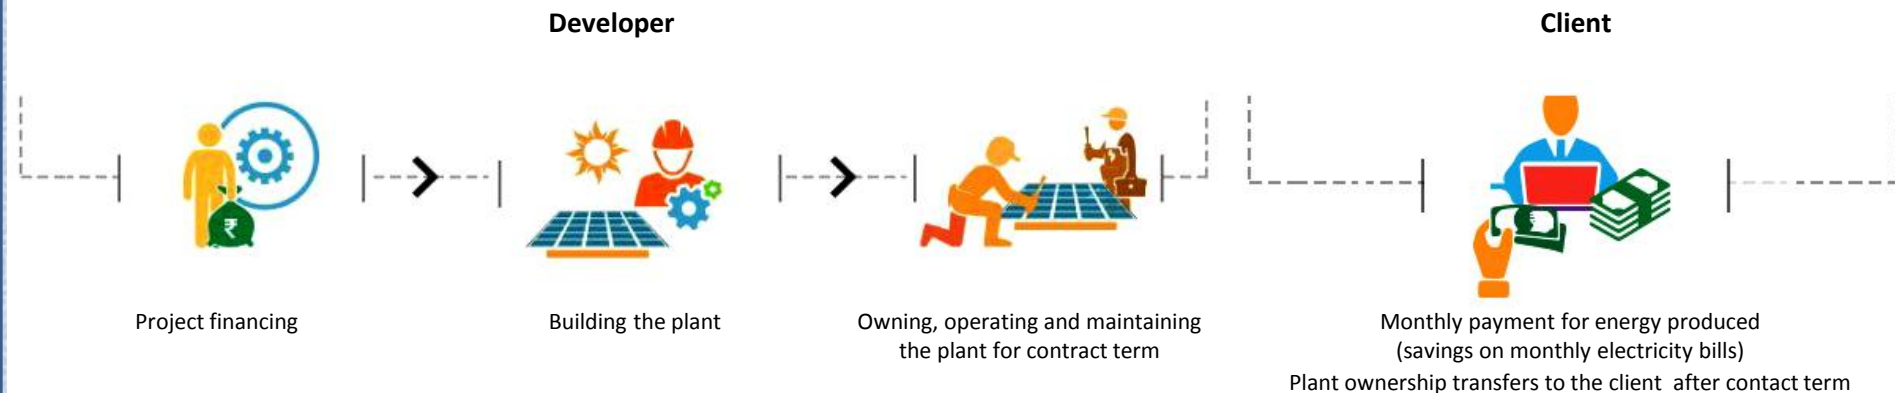 Developer
Client
₹
Project financing
Building the plant
Owning, operating and maintaining
the plant for contract term
Monthly payment for energy produced
(savings on monthly electricity bills)
Plant ownership transfers to the client after contact term